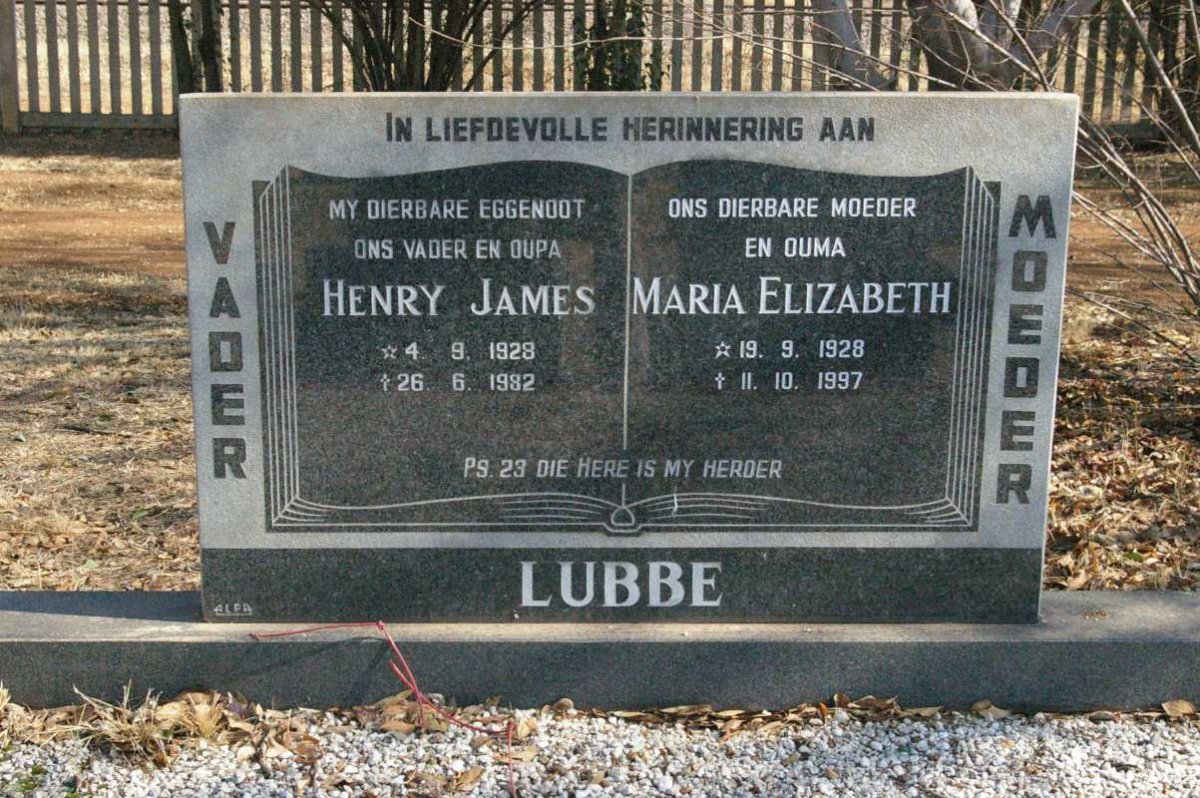 IN LIEFDEVOLLE HERINNERING AAN
VADER
MY DIERBARE EGGENOOT
ONS VADER EN OUPA
HENRY JAMES
☆ 4. 9. 1928
† 26. 6. 1982
ONS DIERBARE MOEDER
EN OUMA
MARIA ELIZABETH
☆ 19. 9. 1928
† 11. 10. 1997
MOEDER
PS. 23 DIE HERE IS MY HERDER
LUBBE
ALFA